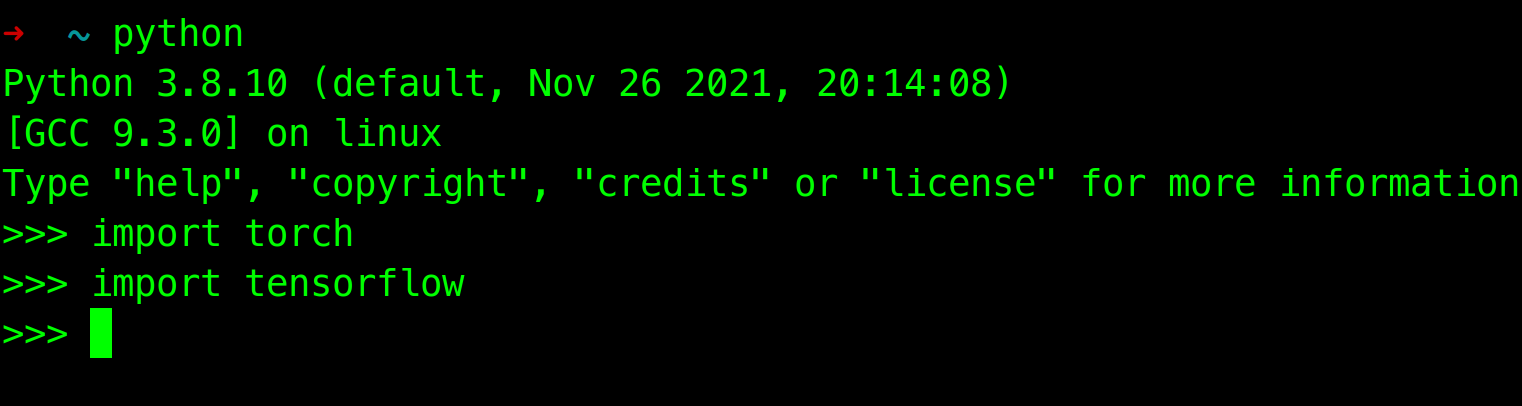 ➜  ~ python
Python 3.8.10 (default, Nov 26 2021, 20:14:08)
[GCC 9.3.0] on linux
Type "help", "copyright", "credits" or "license" for more information
>>> import torch
>>> import tensorflow
>>>